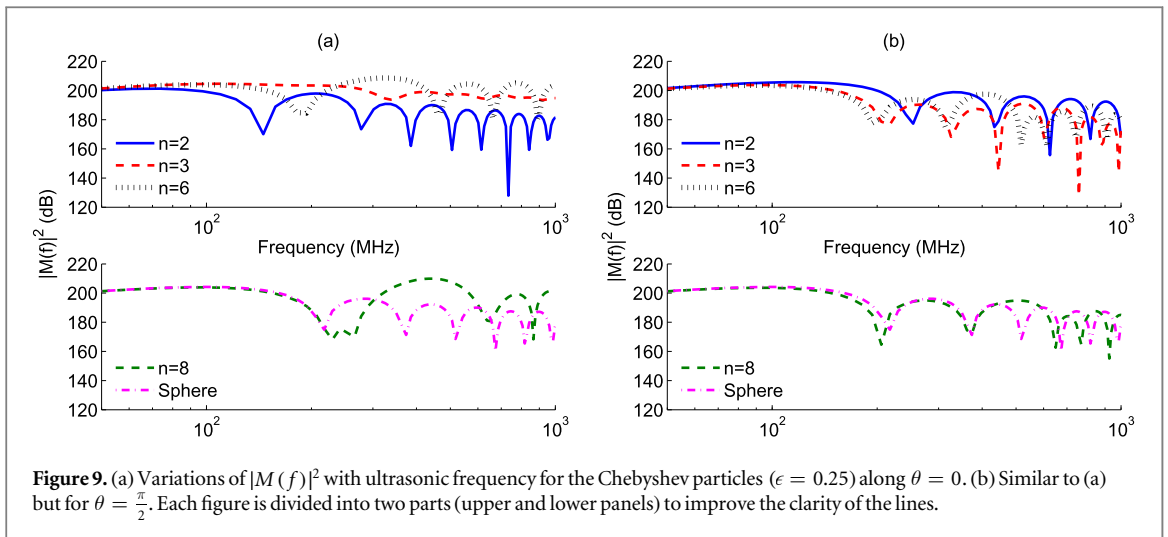 (a)
220
200
180
160
140
120
n=2
n=3
n=6
10^2
10^3
Frequency (MHz)
|M(f)|^2 (dB)
220
200
180
160
140
120
n=8
Sphere
10^2
10^3
(b)
220
200
180
160
140
120
n=2
n=3
n=6
10^2
10^3
Frequency (MHz)
|M(f)|^2 (dB)
220
200
180
160
140
120
n=8
Sphere
10^2
10^3
Figure 9. (a) Variations of |M (f)|^2 with ultrasonic frequency for the Chebyshev particles (ϵ = 0.25) along θ = 0. (b) Similar to (a)
but for θ = π/2. Each figure is divided into two parts (upper and lower panels) to improve the clarity of the lines.